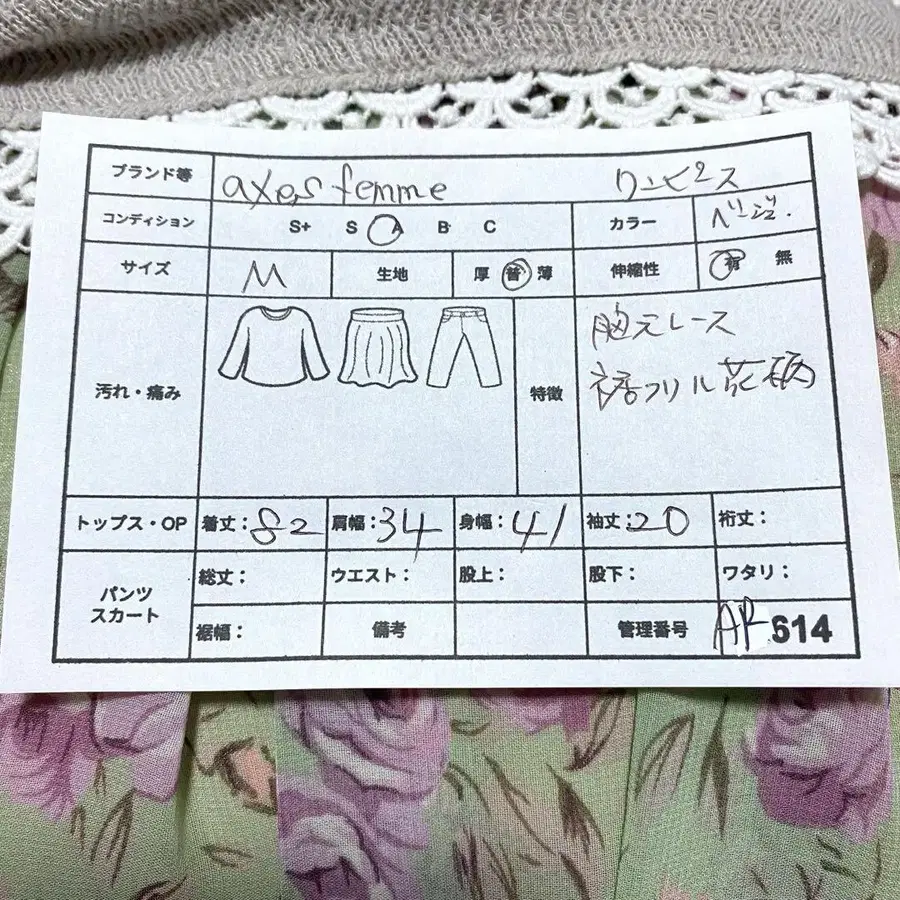 ブランド等 axes femme ワンピース
コンディション S+ S A B C カラー ベージュ.
サイズ M 生地 厚 普 薄 伸縮性 有 無
汚れ・痛み 特徴 胸元レース
裾フリル花柄
トップス・OP 着丈:82 肩幅:34 身幅:41 袖丈:20 裄丈:
パンツ スカート 総丈: ウエスト: 股上: 股下: ワタリ:
裾幅: 備考 管理番号 AR 614